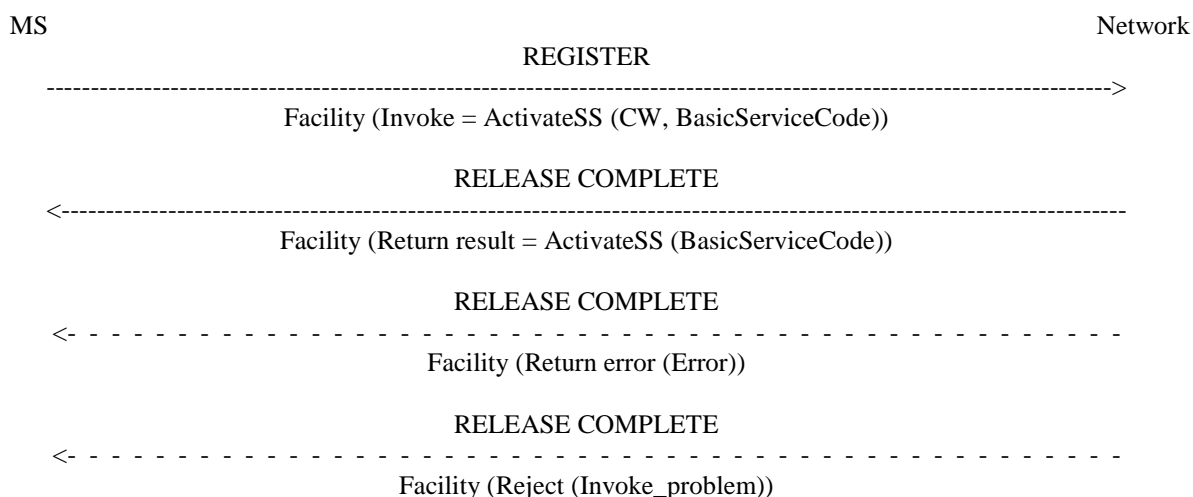 MS Network
REGISTER
Facility (Invoke = ActivateSS (CW, BasicServiceCode))
RELEASE COMPLETE
Facility (Return result = ActivateSS (BasicServiceCode))
RELEASE COMPLETE
Facility (Return error (Error))
RELEASE COMPLETE
Facility (Reject (Invoke_problem))